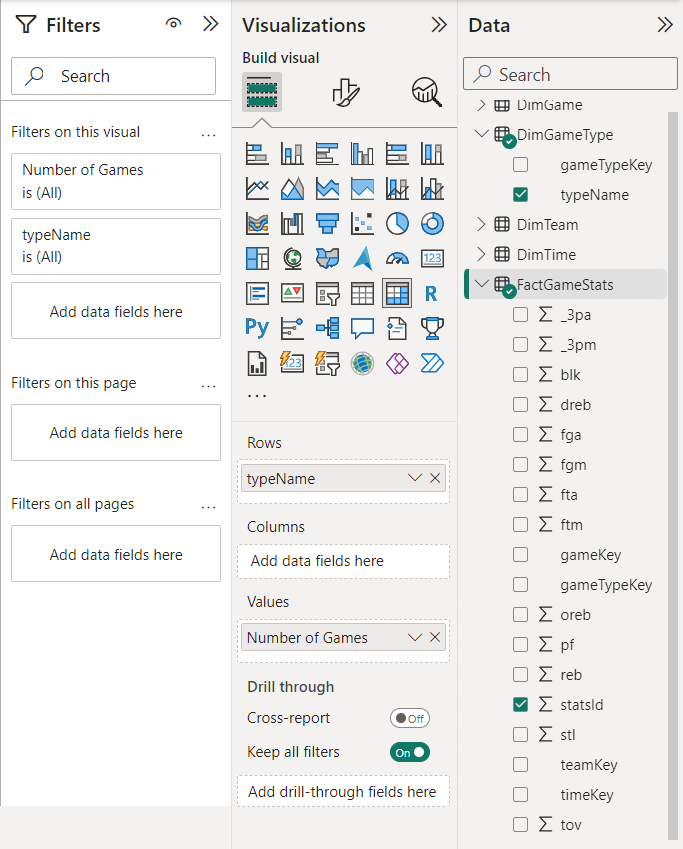 Filters
Search
Filters on this visual
...
Number of Games
is (All)
typeName
is (All)
Add data fields here
Filters on this page
...
Add data fields here
Filters on all pages
...
Add data fields here
Visualizations
Build visual
123
R
Py
123
...
Rows
typeName
Columns
Add data fields here
Values
Number of Games
Drill through
Cross-report
Off
Keep all filters
On
Add drill-through fields here
Data
Search
DimGame
DimGameType
gameTypeKey
typeName
DimTeam
DimTime
FactGameStats
∑ _3pa
∑ _3pm
∑ blk
∑ dreb
∑ fga
∑ fgm
∑ fta
∑ ftm
gameKey
gameTypeKey
∑ oreb
∑ pf
∑ reb
∑ statsId
∑ stl
teamKey
timeKey
∑ tov